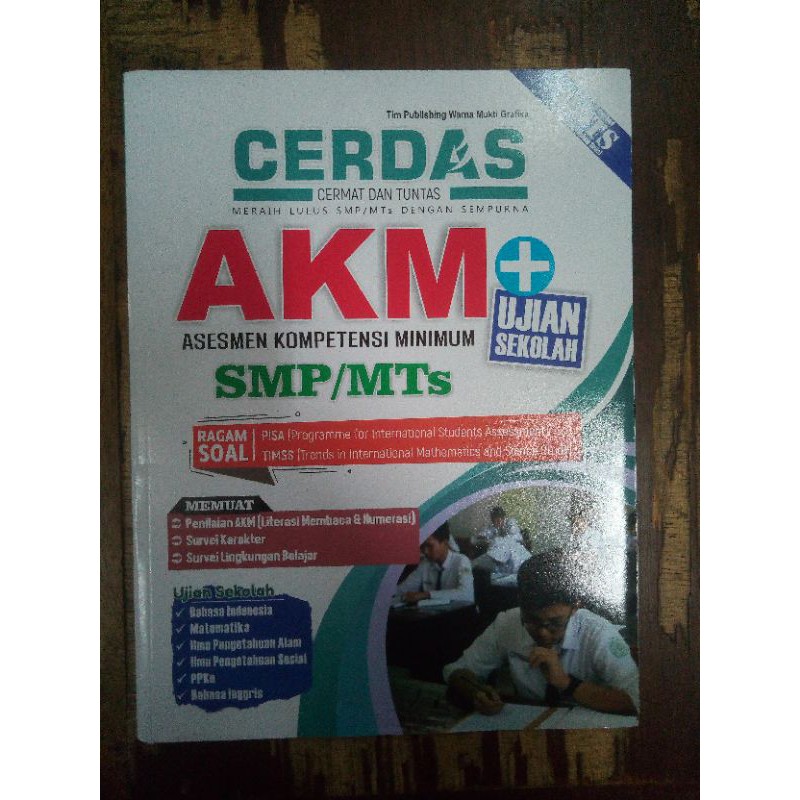 Tim Publishing Warna Mukti Grafika
CERDAS
CERMAT DAN TUNTAS
MERAIH LULUS SMP/MTs DENGAN SEMPURNA
AKM+
UJIAN
SEKOLAH
ASESMEN KOMPETENSI MINIMUM
SMP/MTs
RAGAM
SOAL
PISA (Programme for International Students Assessment)
TIMSS (Trends in International Mathematics and
MEMUAT
Penilaian AKM (Literasi Membaca & Numerasi)
Survei Karakter
Survei Lingkungan Belajar
Ujian Sekolah
Bahasa Indonesia
Matematika
Ilmu Pengetahuan Alam
Ilmu Pengetahuan Sosial
PPKn
Bahasa Inggris